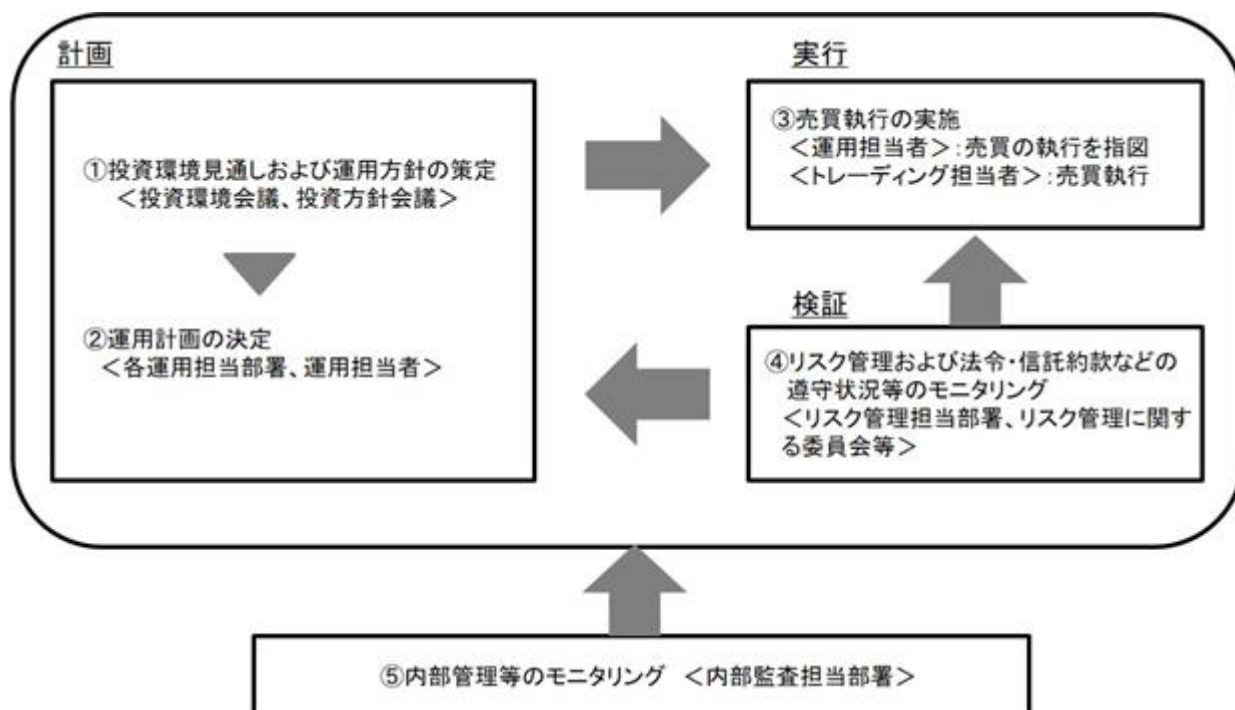 計画
①投資環境見通しおよび運用方針の策定
＜投資環境会議、投資方針会議＞
②運用計画の決定
＜各運用担当部署、運用担当者＞
実行
③売買執行の実施
＜運用担当者＞:売買の執行を指図
＜トレーディング担当者＞:売買執行
検証
④リスク管理および法令・信託約款などの
遵守状況等のモニタリング
＜リスク管理担当部署、リスク管理に関す
る委員会等＞
⑤内部管理等のモニタリング ＜内部監査担当部署＞